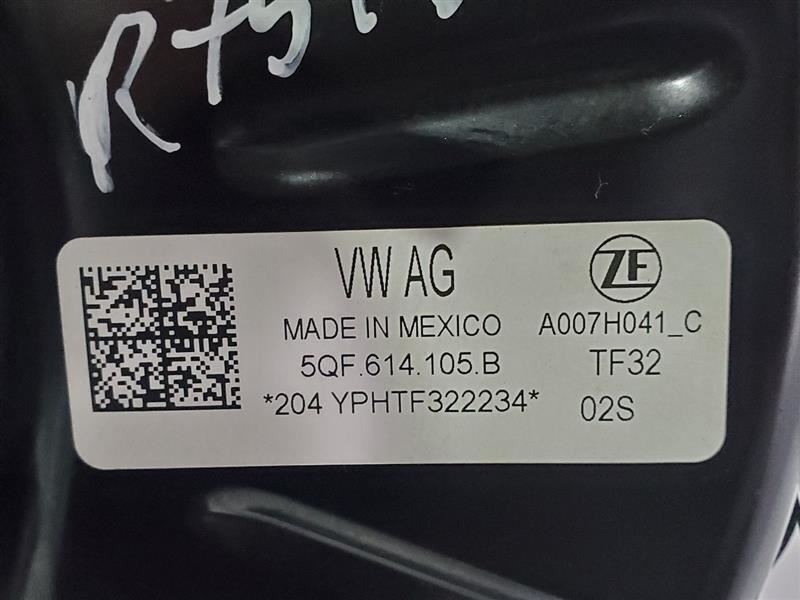 VW AG
MADE IN MEXICO
5QF.614.105.B
*204 YPHTF322234*
ZF
A007H041_C
TF32
02S